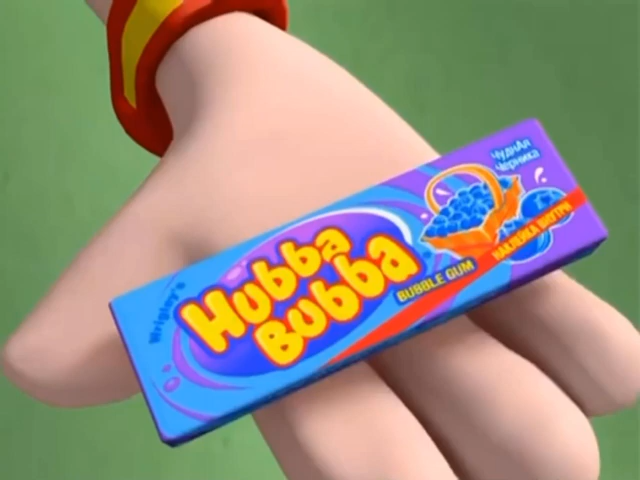 Wrigley's
Hubba
Bubba
BUBBLE GUM
чудная
черника
НАКЛЕЙКА ВНУТРИ